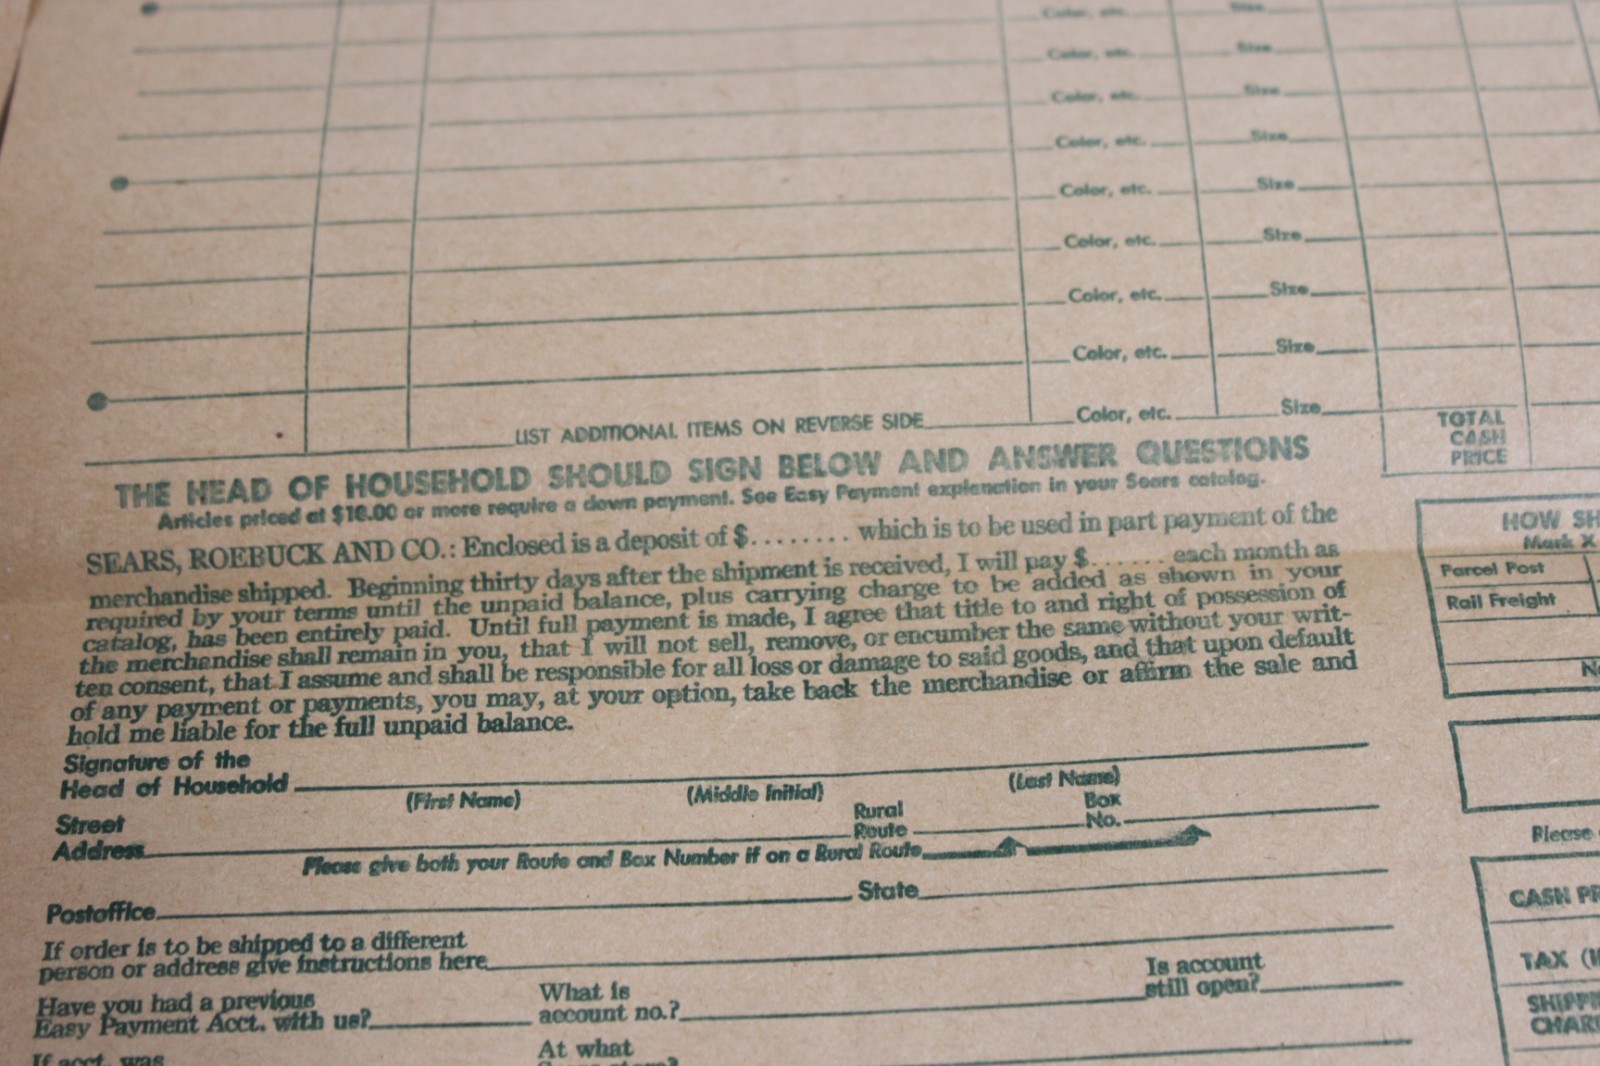 Color, etc. Size
Color, etc. Size
Color, etc. Size
Color, etc. Size
Color, etc. Size
Color, etc. Size
Color, etc. Size
Color, etc. Size
LIST ADDITIONAL ITEMS ON REVERSE SIDE Color, etc. Size
TOTAL
CASH
PRICE
THE HEAD OF HOUSEHOLD SHOULD SIGN BELOW AND ANSWER QUESTIONS
Articles priced at $10.00 or more require a down payment. See Easy Payment explanation in your Sears catalog.
SEARS, ROEBUCK AND CO.: Enclosed is a deposit of $........ which is to be used in part payment of the
merchandise shipped. Beginning thirty days after the shipment is received, I will pay $....... each month as
required by your terms until the unpaid balance, plus carrying charge to be added as shown in your
catalog, has been entirely paid. Until full payment is made, I agree that title to and right of possession of
the merchandise shall remain in you, that I will not sell, remove, or encumber the same without your writ-
ten consent, that I assume and shall be responsible for all loss or damage to said goods, and that upon default
of any payment or payments, you may, at your option, take back the merchandise or affirm the sale and
hold me liable for the full unpaid balance.
Signature of the
Head of Household
(First Name) (Middle Initial) (Last Name)
Street
Address
Rural
Route
Box
No.
Please give both your Route and Box Number if on a Rural Route
Postoffice State
If order is to be shipped to a different
person or address give instructions here
Have you had a previous
Easy Payment Acct. with us?
What is
account no.?
Is account
still open?
If acct. was
At what
HOW SH
Mark X
Parcel Post
Rail Freight
Please
CASH PR
TAX (I
SHIPPI
CHAR